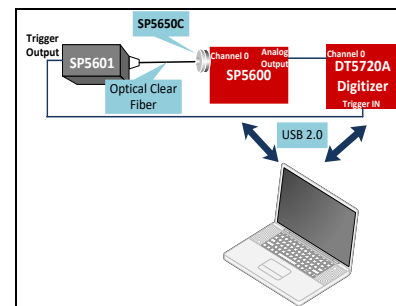 SP5650C
Trigger
Output
SP5601
Optical Clear
Fiber
Channel 0
Analog
Output
SP5600
Channel 0
DT5720A
Digitizer
Trigger IN
USB 2.0